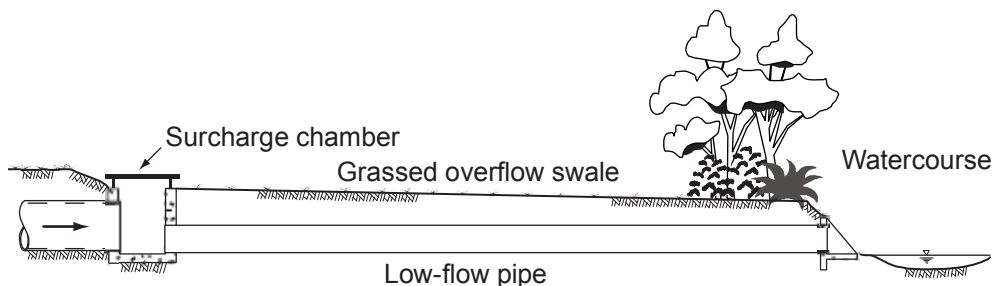 Surcharge chamber
Grassed overflow swale
Watercourse
Low-flow pipe